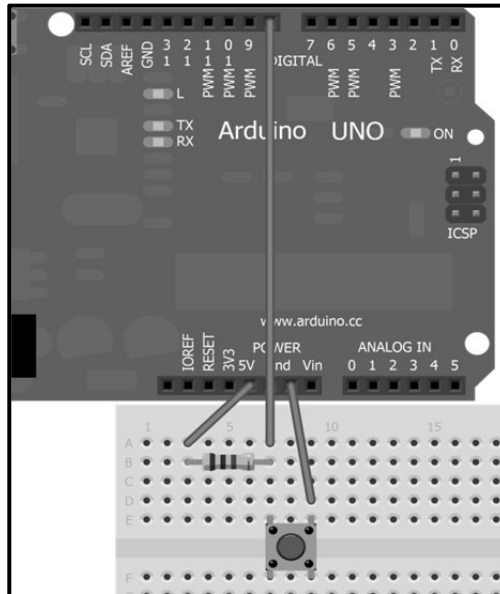 SCL
SDA
AREF
GND
13
12
PWM 11
PWM 10
PWM 9
DIGITAL
7
PWM 6
PWM 5
4
PWM 3
2
TX 1
RX 0
L
TX
RX
Arduino UNO
ON
1
ICSP
www.arduino.cc
POWER
ANALOG IN
IOREF
RESET
3V3
5V
nd
Vin
0 1 2 3 4 5
1 5 10 15
A
B
C
D
E
F